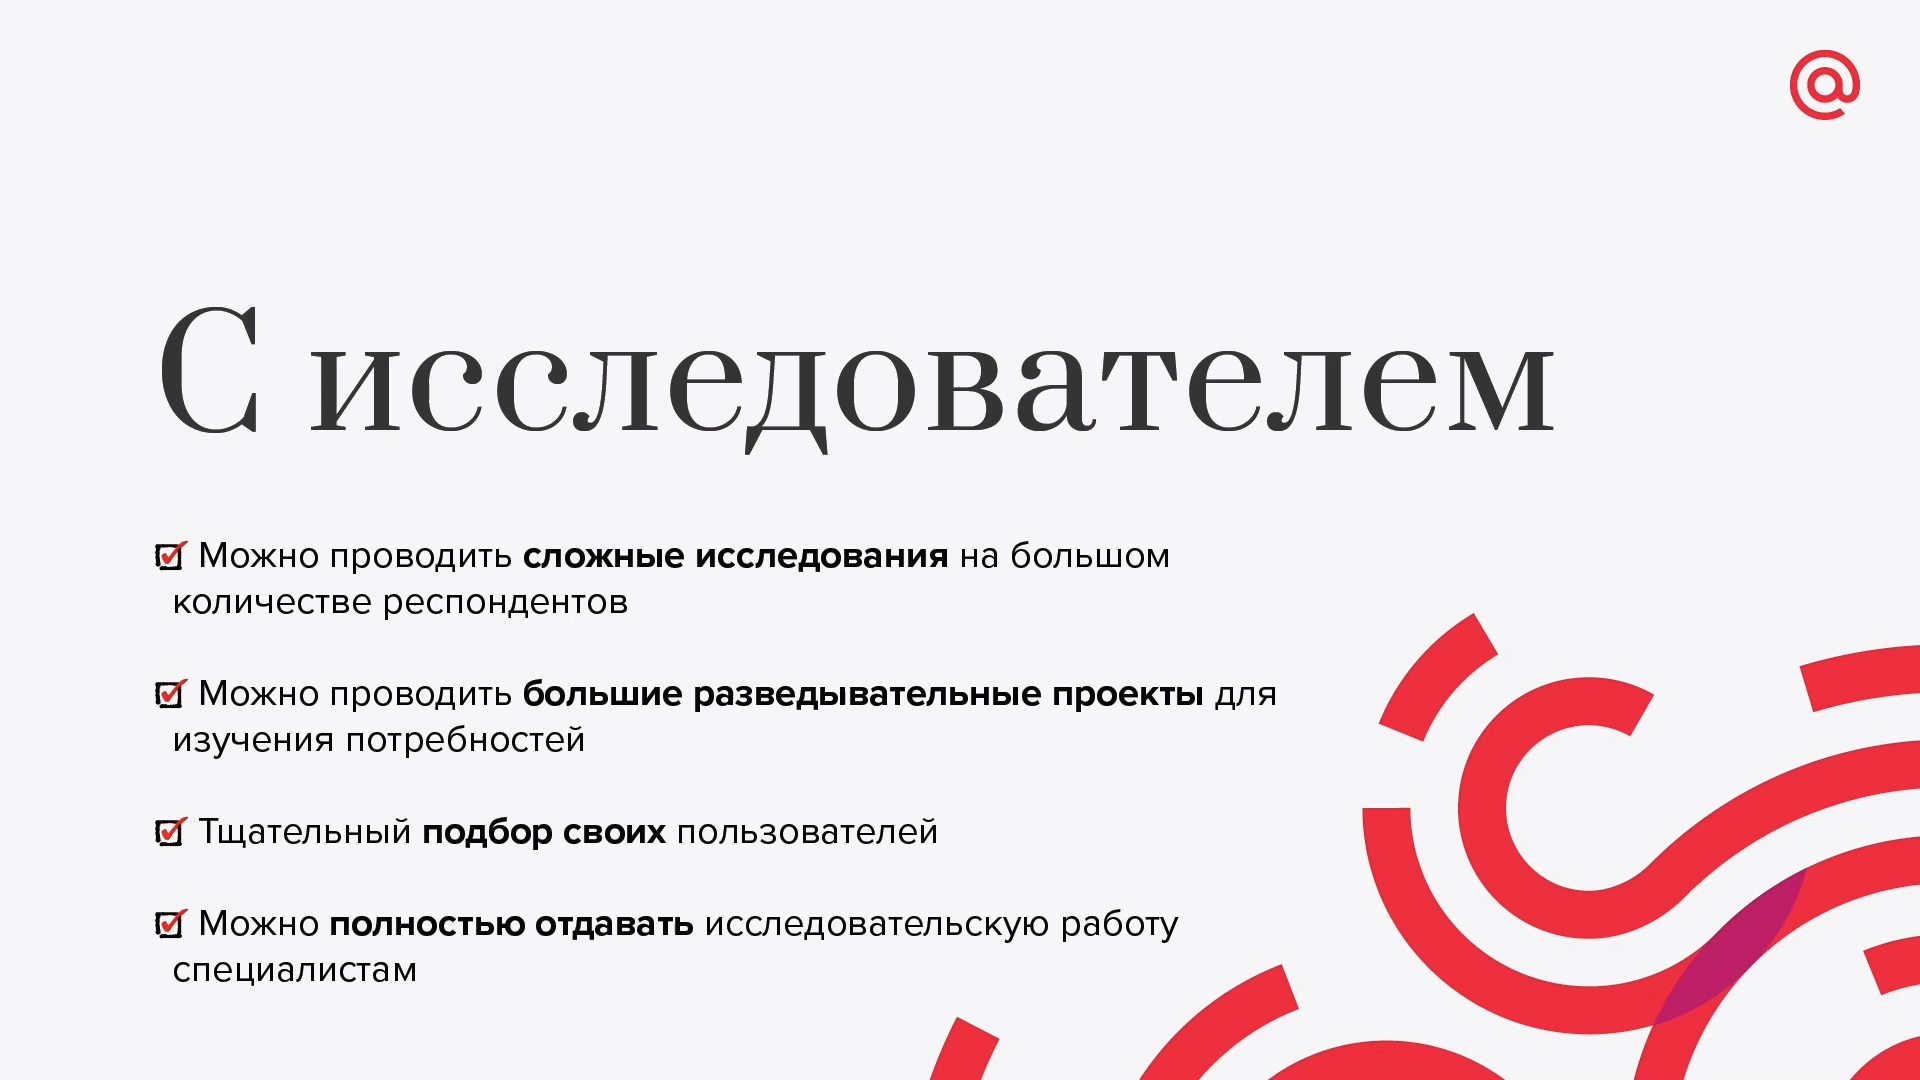 @
С исследователем
☑ Можно проводить сложные исследования на большом
количестве респондентов
☑ Можно проводить большие разведывательные проекты для
изучения потребностей
☑ Тщательный подбор своих пользователей
☑ Можно полностью отдавать исследовательскую работу
специалистам